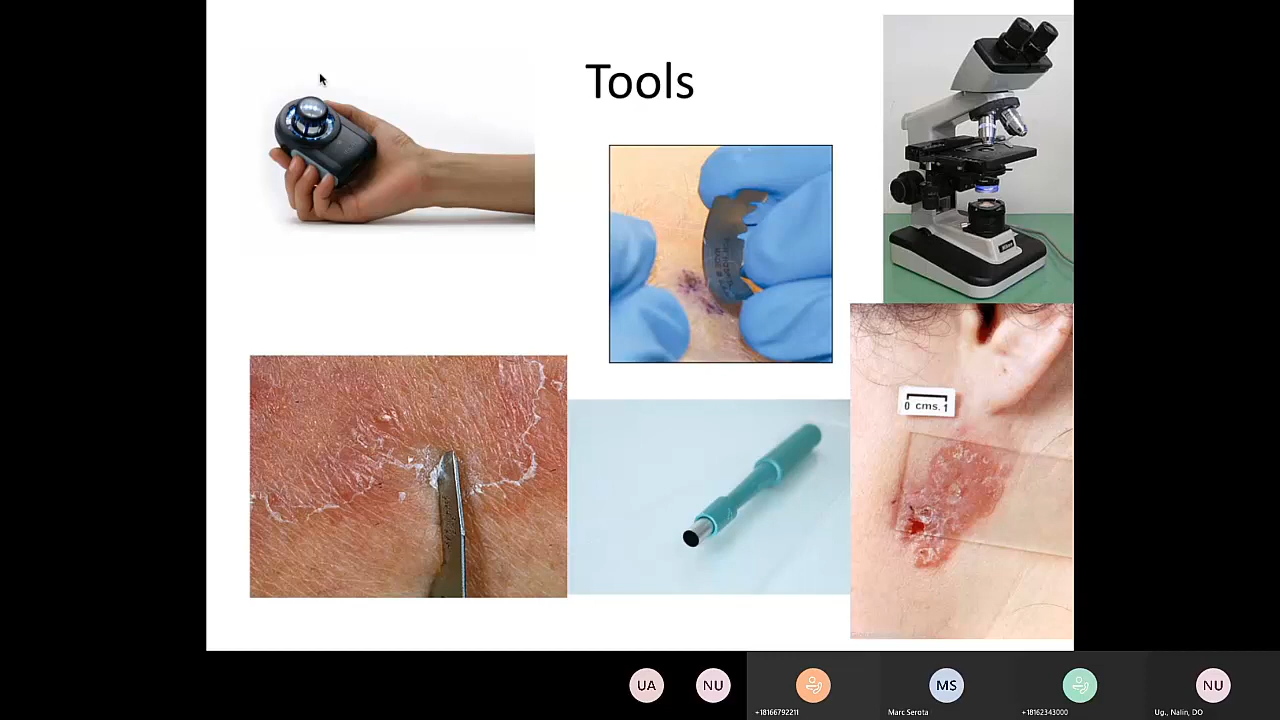 Tools
0 cms. 1
UA
NU
MS
NU
+18166792211
Marc Serota
+18162343000
Ug., Nalin, DO